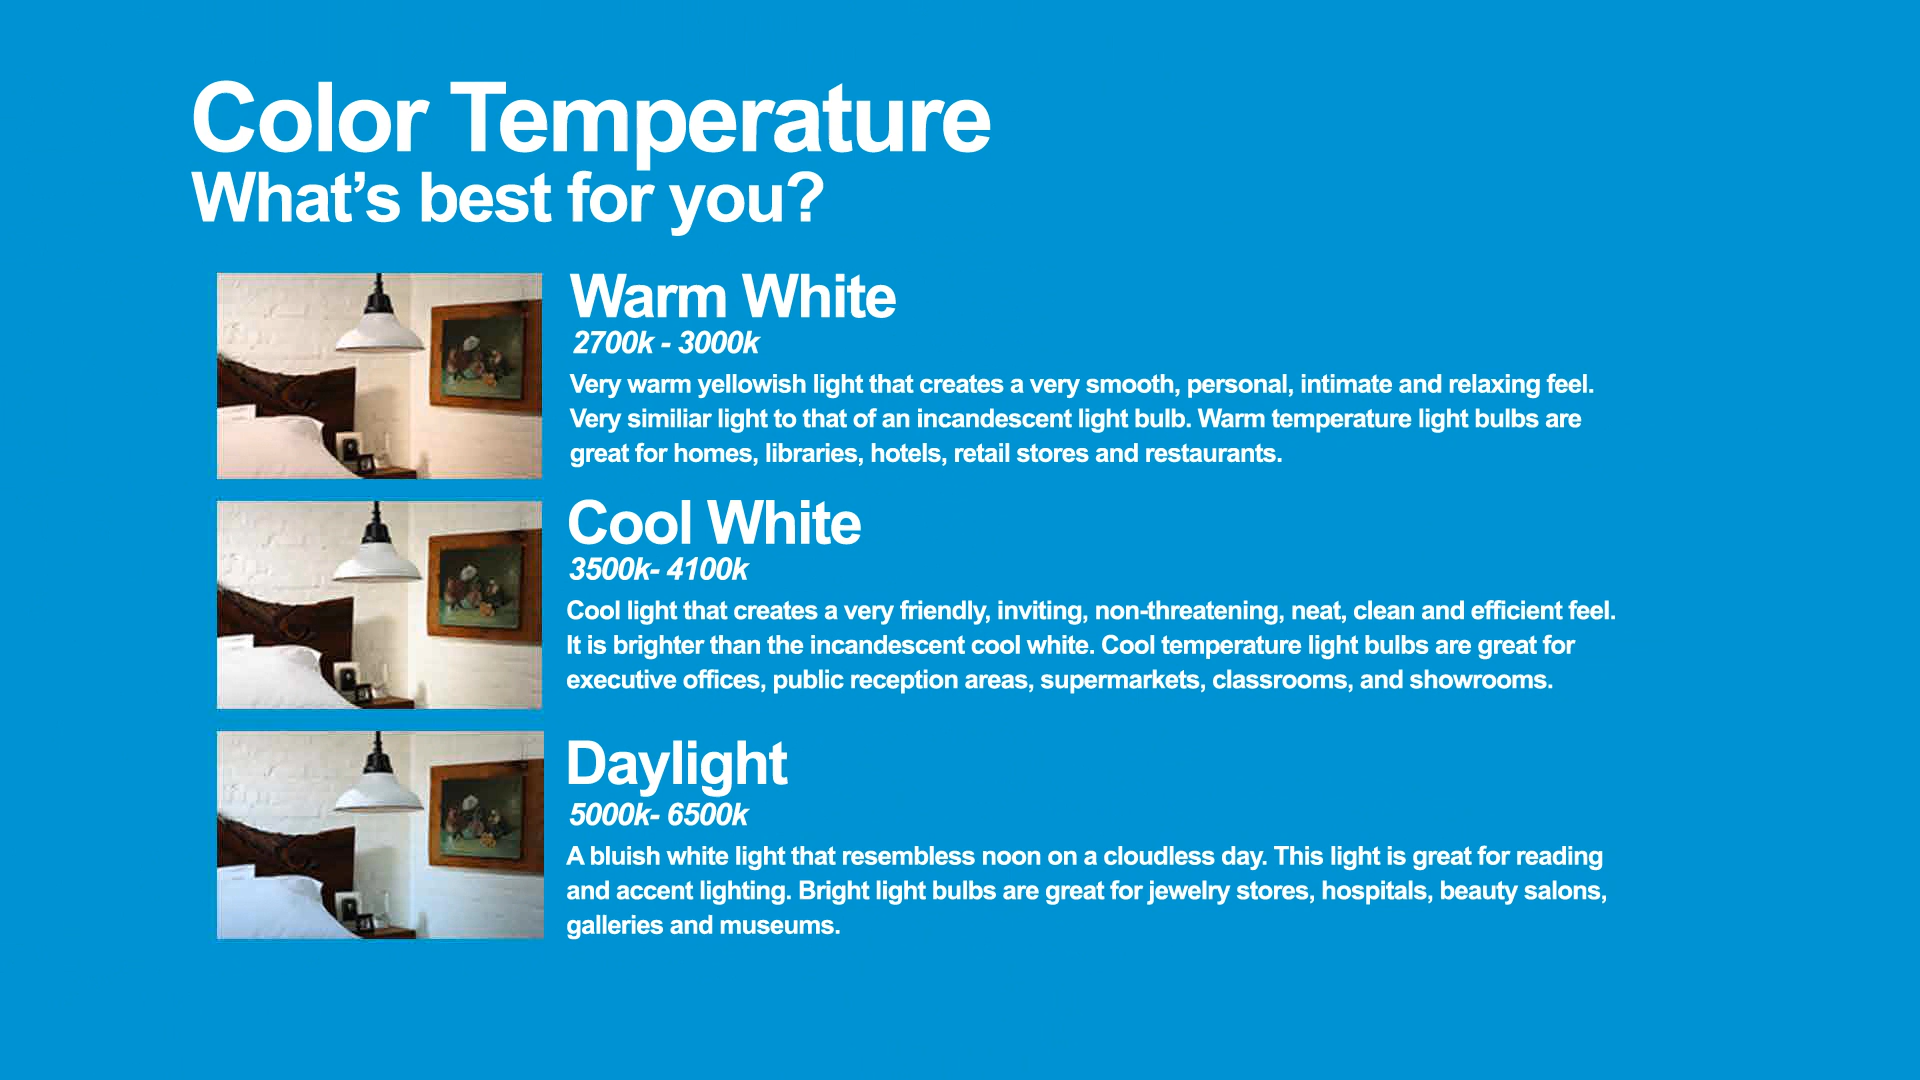 Color Temperature
What's best for you?
Warm White
2700k - 3000k
Very warm yellowish light that creates a very smooth, personal, intimate and relaxing feel.
Very similiar light to that of an incandescent light bulb. Warm temperature light bulbs are
great for homes, libraries, hotels, retail stores and restaurants.
Cool White
3500k- 4100k
Cool light that creates a very friendly, inviting, non-threatening, neat, clean and efficient feel.
It is brighter than the incandescent cool white. Cool temperature light bulbs are great for
executive offices, public reception areas, supermarkets, classrooms, and showrooms.
Daylight
5000k- 6500k
A bluish white light that resembless noon on a cloudless day. This light is great for reading
and accent lighting. Bright light bulbs are great for jewelry stores, hospitals, beauty salons,
galleries and museums.